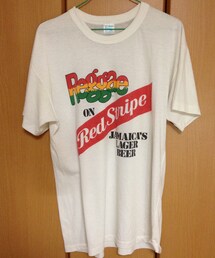 Reggae
ON
Red Stripe
JAMAICA'S
LAGER
BEER